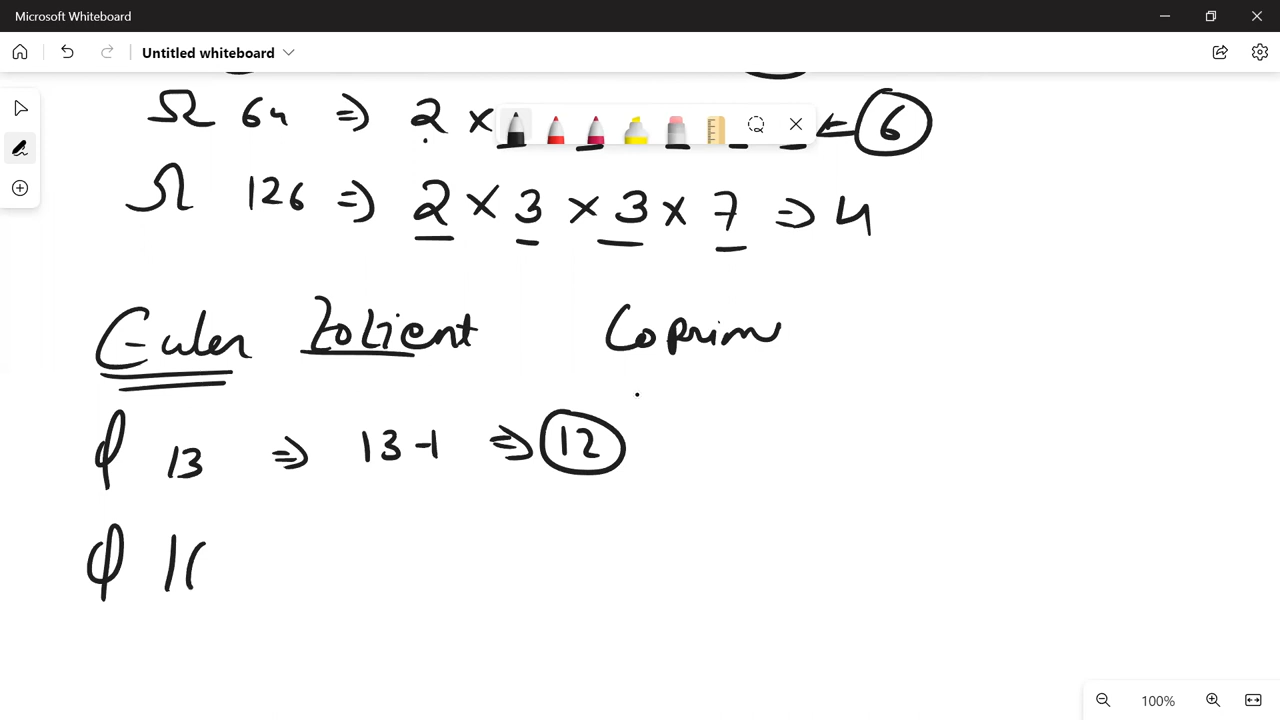 Microsoft Whiteboard
Untitled whiteboard
Ω 64 => 2 × ← 6
Ω 126 => 2 × 3 × 3 × 7 => 4
Euler Totient Coprim
φ 13 => 13-1 => 12
φ 1(
100%